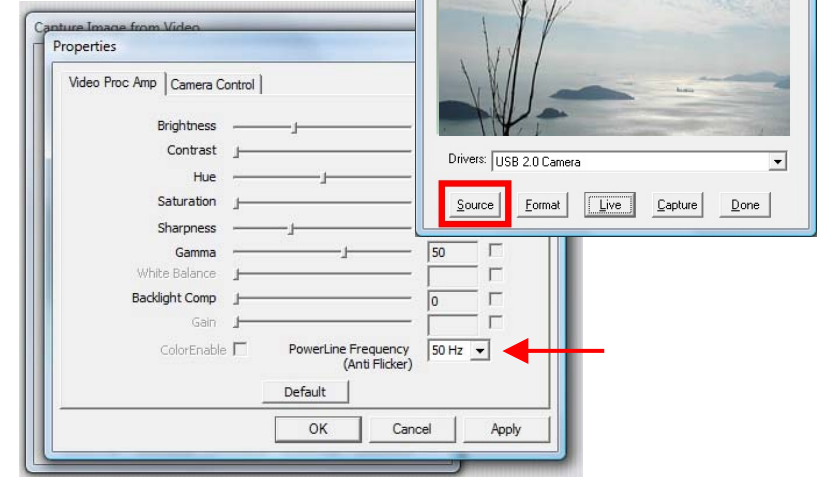 Capture Image from Video
Properties
Video Proc Amp
Camera Control
Brightness
Contrast
Hue
Saturation
Sharpness
Gamma 50
White Balance
Backlight Comp 0
Gain
ColorEnable PowerLine Frequency 50 Hz
(Anti Flicker)
Default
OK Cancel Apply
Drivers: USB 2.0 Camera
Source Format Live Capture Done